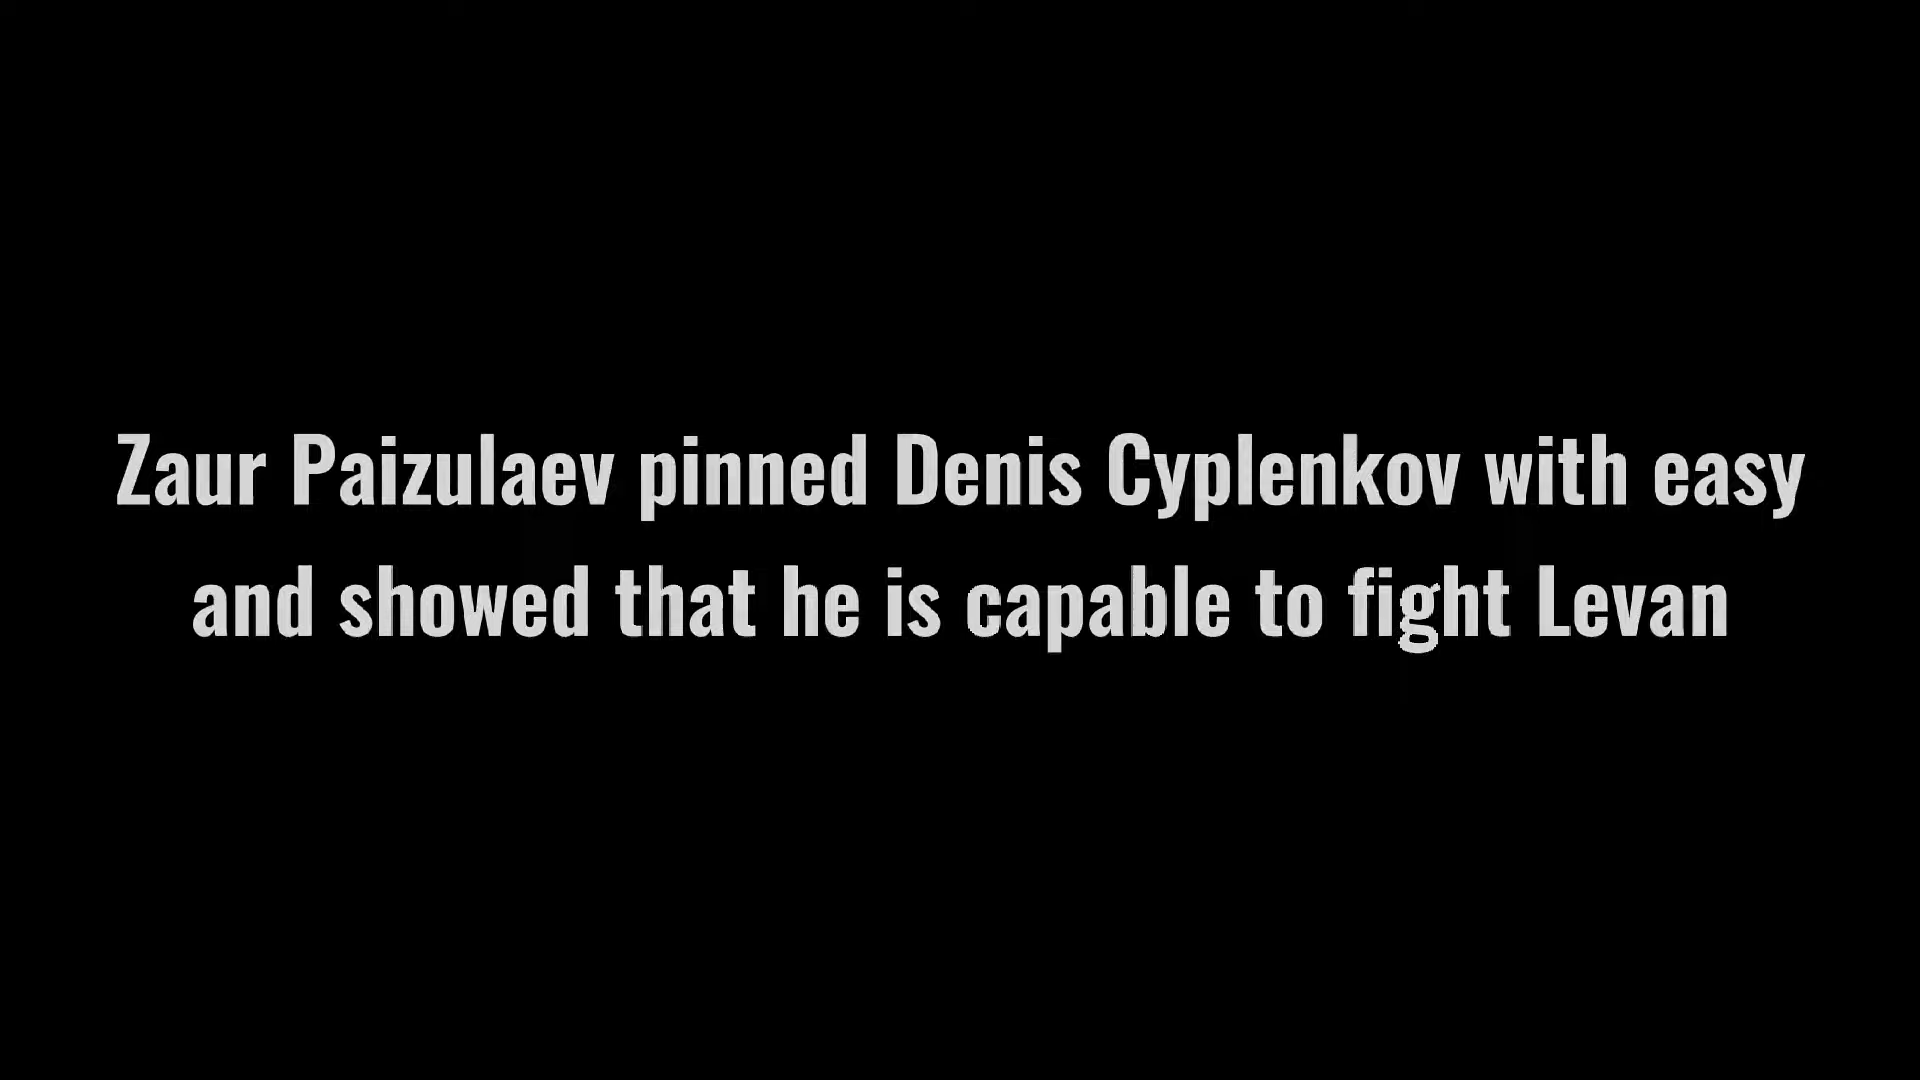 Zaur Paizulaev pinned Denis Cyplenkov with easy
and showed that he is capable to fight Levan